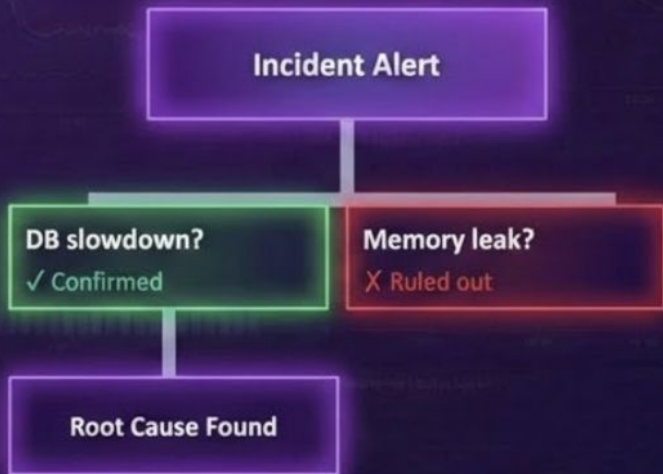 Incident Alert
DB slowdown?
✓ Confirmed
Memory leak?
X Ruled out
Root Cause Found